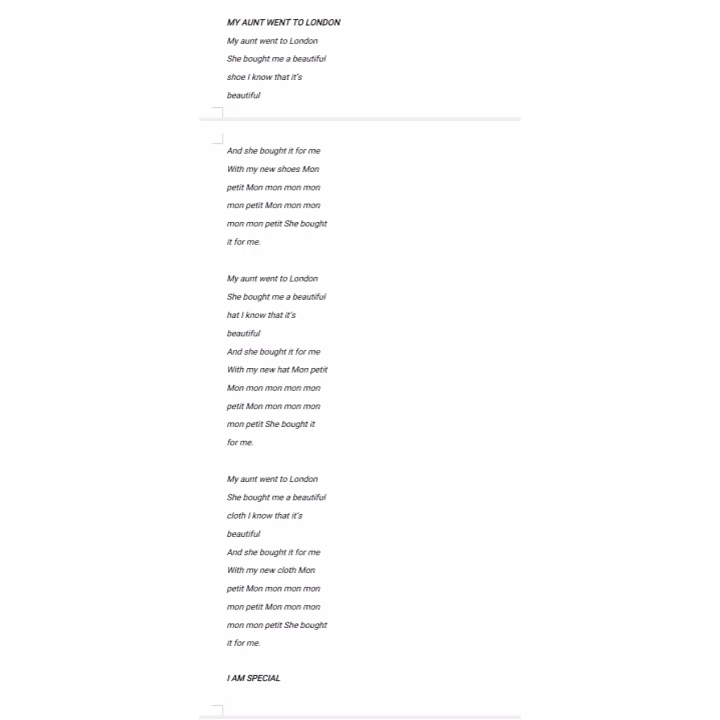 MY AUNT WENT TO LONDON
My aunt went to London
She bought me a beautiful
shoe I know that it's
beautiful
And she bought it for me
With my new shoes Mon
petit Mon mon mon mon
mon petit Mon mon mon
mon mon petit She bought
it for me.
My aunt went to London
She bought me a beautiful
hat I know that it's
beautiful
And she bought it for me
With my new hat Mon petit
Mon mon mon mon mon
petit Mon mon mon mon
mon petit She bought it
for me.
My aunt went to London
She bought me a beautiful
cloth I know that it's
beautiful
And she bought it for me
With my new cloth Mon
petit Mon mon mon mon
mon petit Mon mon mon
mon mon petit She bought
it for me.
I AM SPECIAL